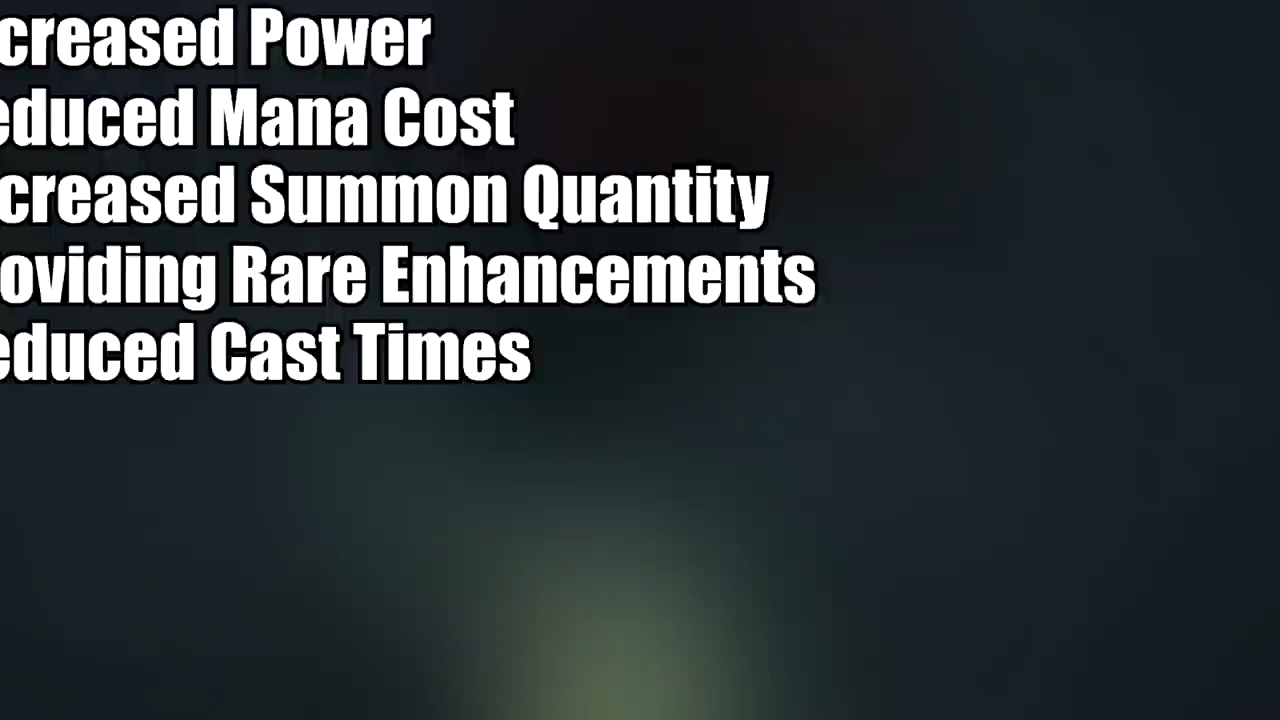 creased Power
educed Mana Cost
creased Summon Quantity
oviding Rare Enhancements
educed Cast Times